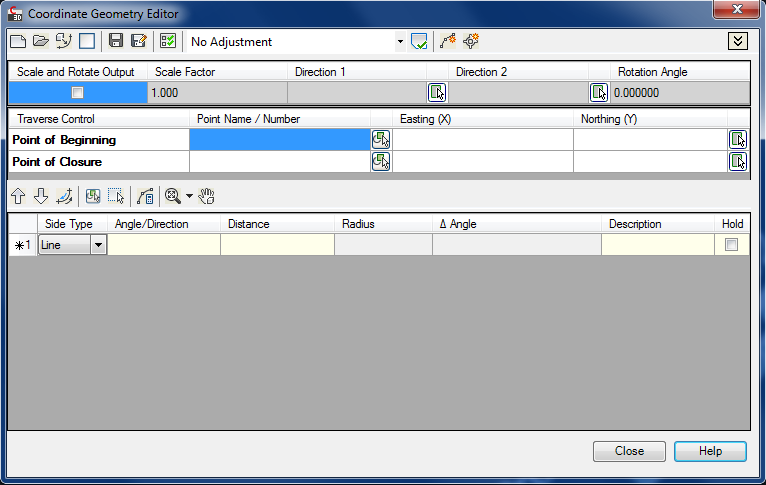 C 3D Coordinate Geometry Editor
No Adjustment
Scale and Rotate Output Scale Factor Direction 1 Direction 2 Rotation Angle
1.000 0.000000
Traverse Control Point Name / Number Easting (X) Northing (Y)
Point of Beginning
Point of Closure
Side Type Angle/Direction Distance Radius Δ Angle Description Hold
*1 Line
Close Help